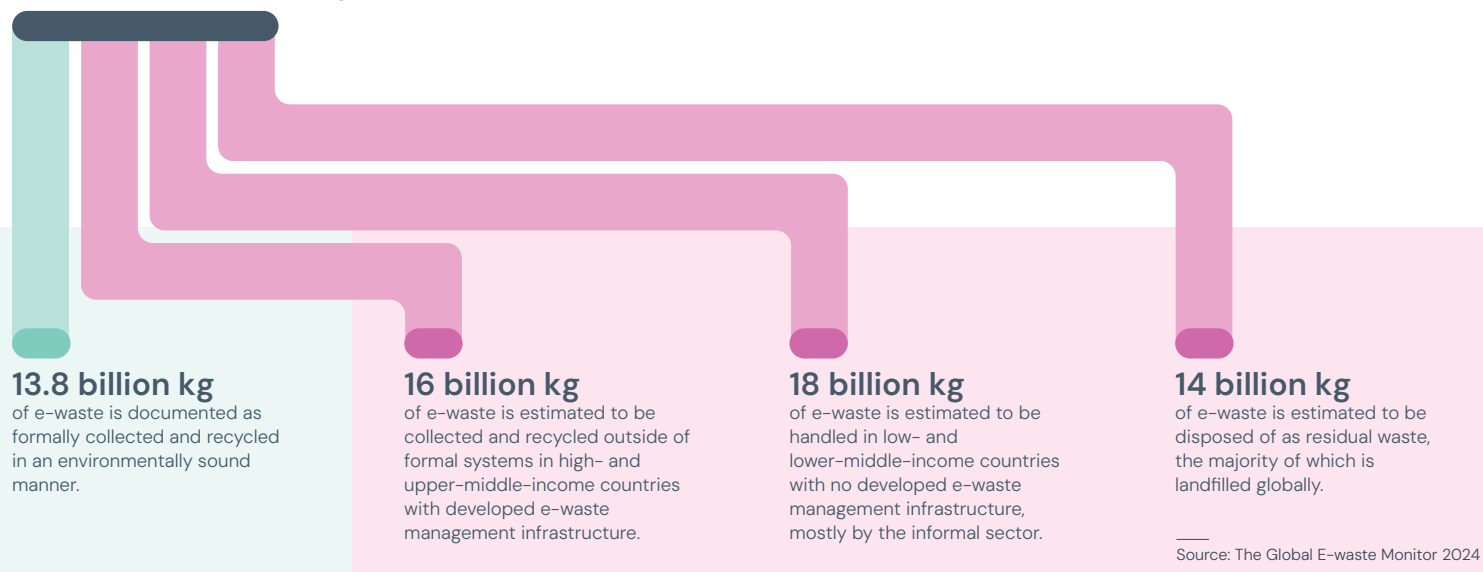 13.8 billion kg
of e-waste is documented as
formally collected and recycled
in an environmentally sound
manner.
16 billion kg
of e-waste is estimated to be
collected and recycled outside of
formal systems in high- and
upper-middle-income countries
with developed e-waste
management infrastructure.
18 billion kg
of e-waste is estimated to be
handled in low- and
lower-middle-income countries
with no developed e-waste
management infrastructure,
mostly by the informal sector.
14 billion kg
of e-waste is estimated to be
disposed of as residual waste,
the majority of which is
landfilled globally.
Source: The Global E-waste Monitor 2024